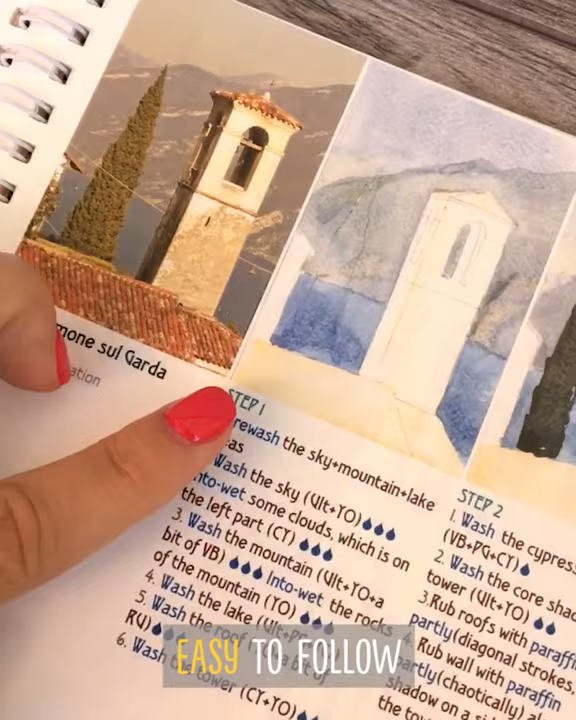 mone sul Garda
ation
STEP 1
rewash the sky+mountain+lake
Wash the sky (Ult+YO)
Into-wet some clouds, which is on
the left part (CT)
3. Wash the mountain (Ult+YO+a
bit of VB) Into-wet the rocks
of the mountain (YO)
4. Wash the lake
5. Wash the roof
RV)
6. Wash the tower (CT+YO)
STEP 2
1. Wash the cypress
(VB+PG+CT)
2. Wash the core shad
tower (Ult+YO)
3.Rub roofs with paraffin
partly(diagonal strokes,
4. Rub wall with paraffin
partly(chaotically)
shadow on a
the tow
EASY TO FOLLOW